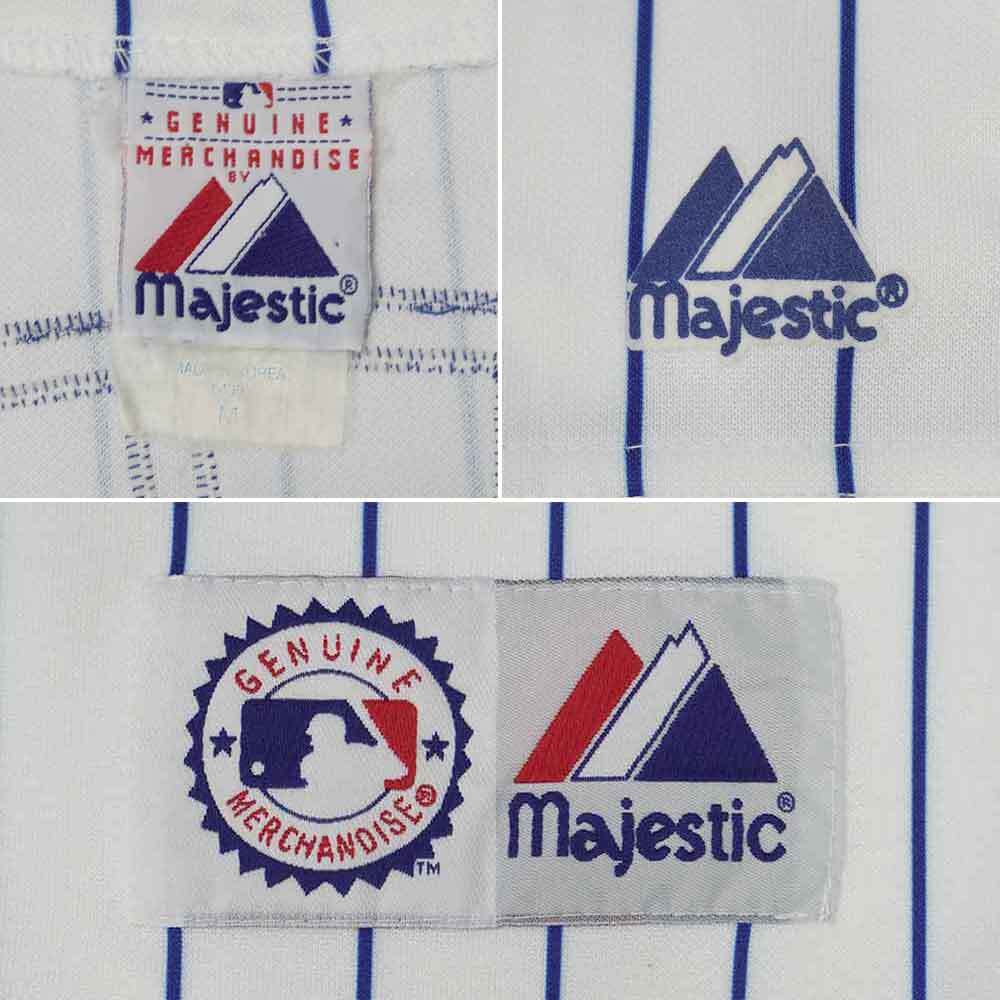 ★ GENUINE ★
MERCHANDISE
BY
Majestic®
M
Majestic®
GENUINE
MERCHANDISE®
TM
Majestic®